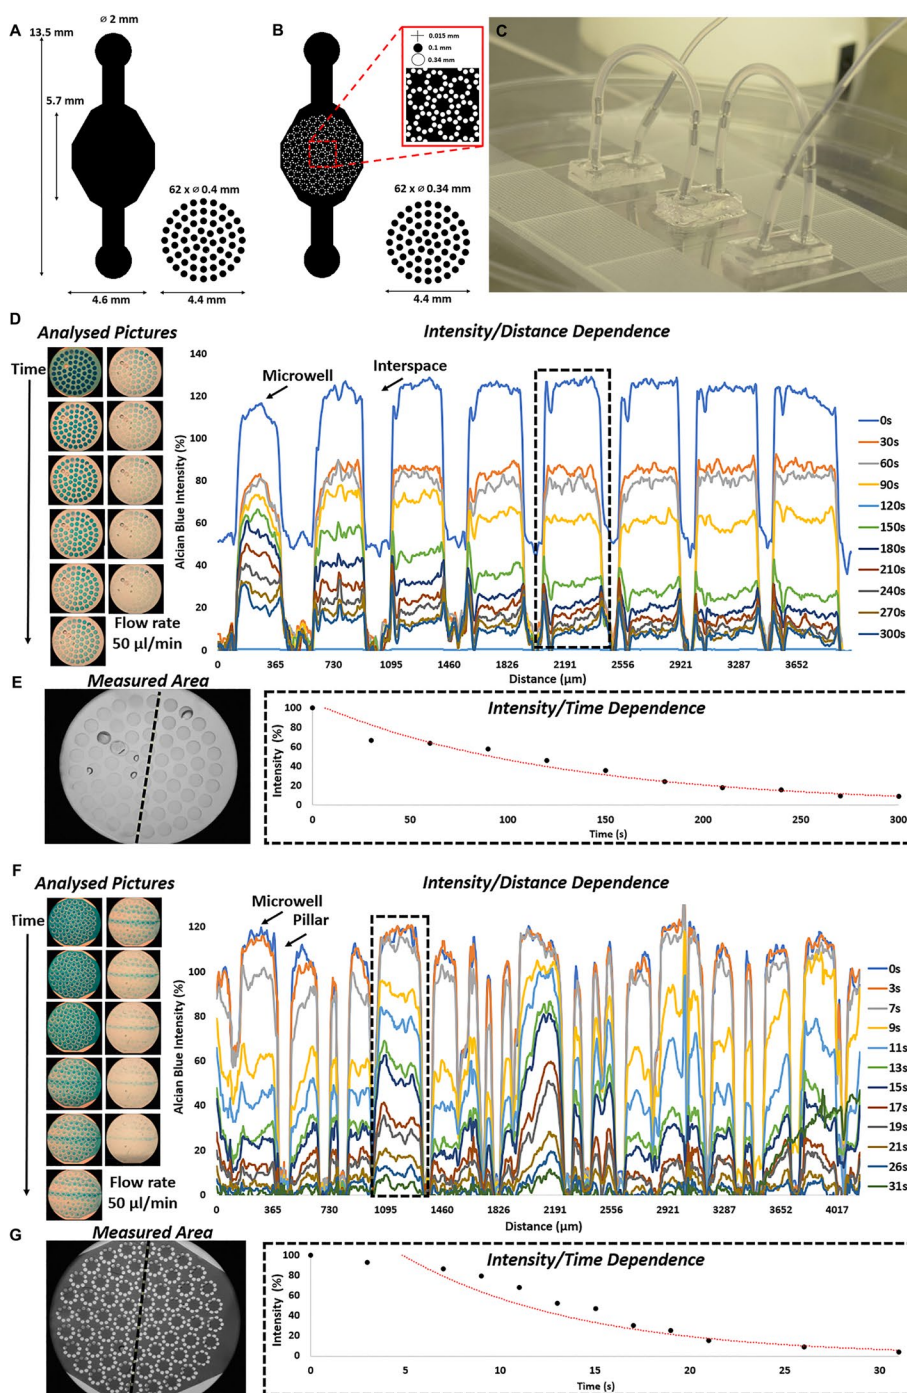 A
ø 2 mm
13.5 mm
5.7 mm
62 x ø 0.4 mm
4.6 mm
4.4 mm
B
0.015 mm
0.1 mm
0.34 mm
62 x ø 0.34 mm
4.4 mm
C
D
Analysed Pictures
Time
Flow rate
50 µl/min
Intensity/Distance Dependence
Microwell
Interspace
Alcian Blue Intensity (%)
140
120
100
80
60
40
20
0
0 365 730 1095 1460 1826 2191 2556 2921 3287 3652
Distance (µm)
0s
30s
60s
90s
120s
150s
180s
210s
240s
270s
300s
E
Measured Area
Intensity/Time Dependence
Intensity (%)
100
80
60
40
20
0
0 50 100 150 200 250 300
Time (s)
F
Analysed Pictures
Time
Flow rate
50 µl/min
Intensity/Distance Dependence
Microwell
Pillar
Alcian Blue Intensity (%)
120
100
80
60
40
20
0
0 365 730 1095 1460 1826 2191 2556 2921 3287 3652 4017
Distance (µm)
0s
3s
7s
9s
11s
13s
15s
17s
19s
21s
26s
31s
G
Measured Area
Intensity/Time Dependence
Intensity (%)
100
80
60
40
20
0
0 5 10 15 20 25 30
Time (s)